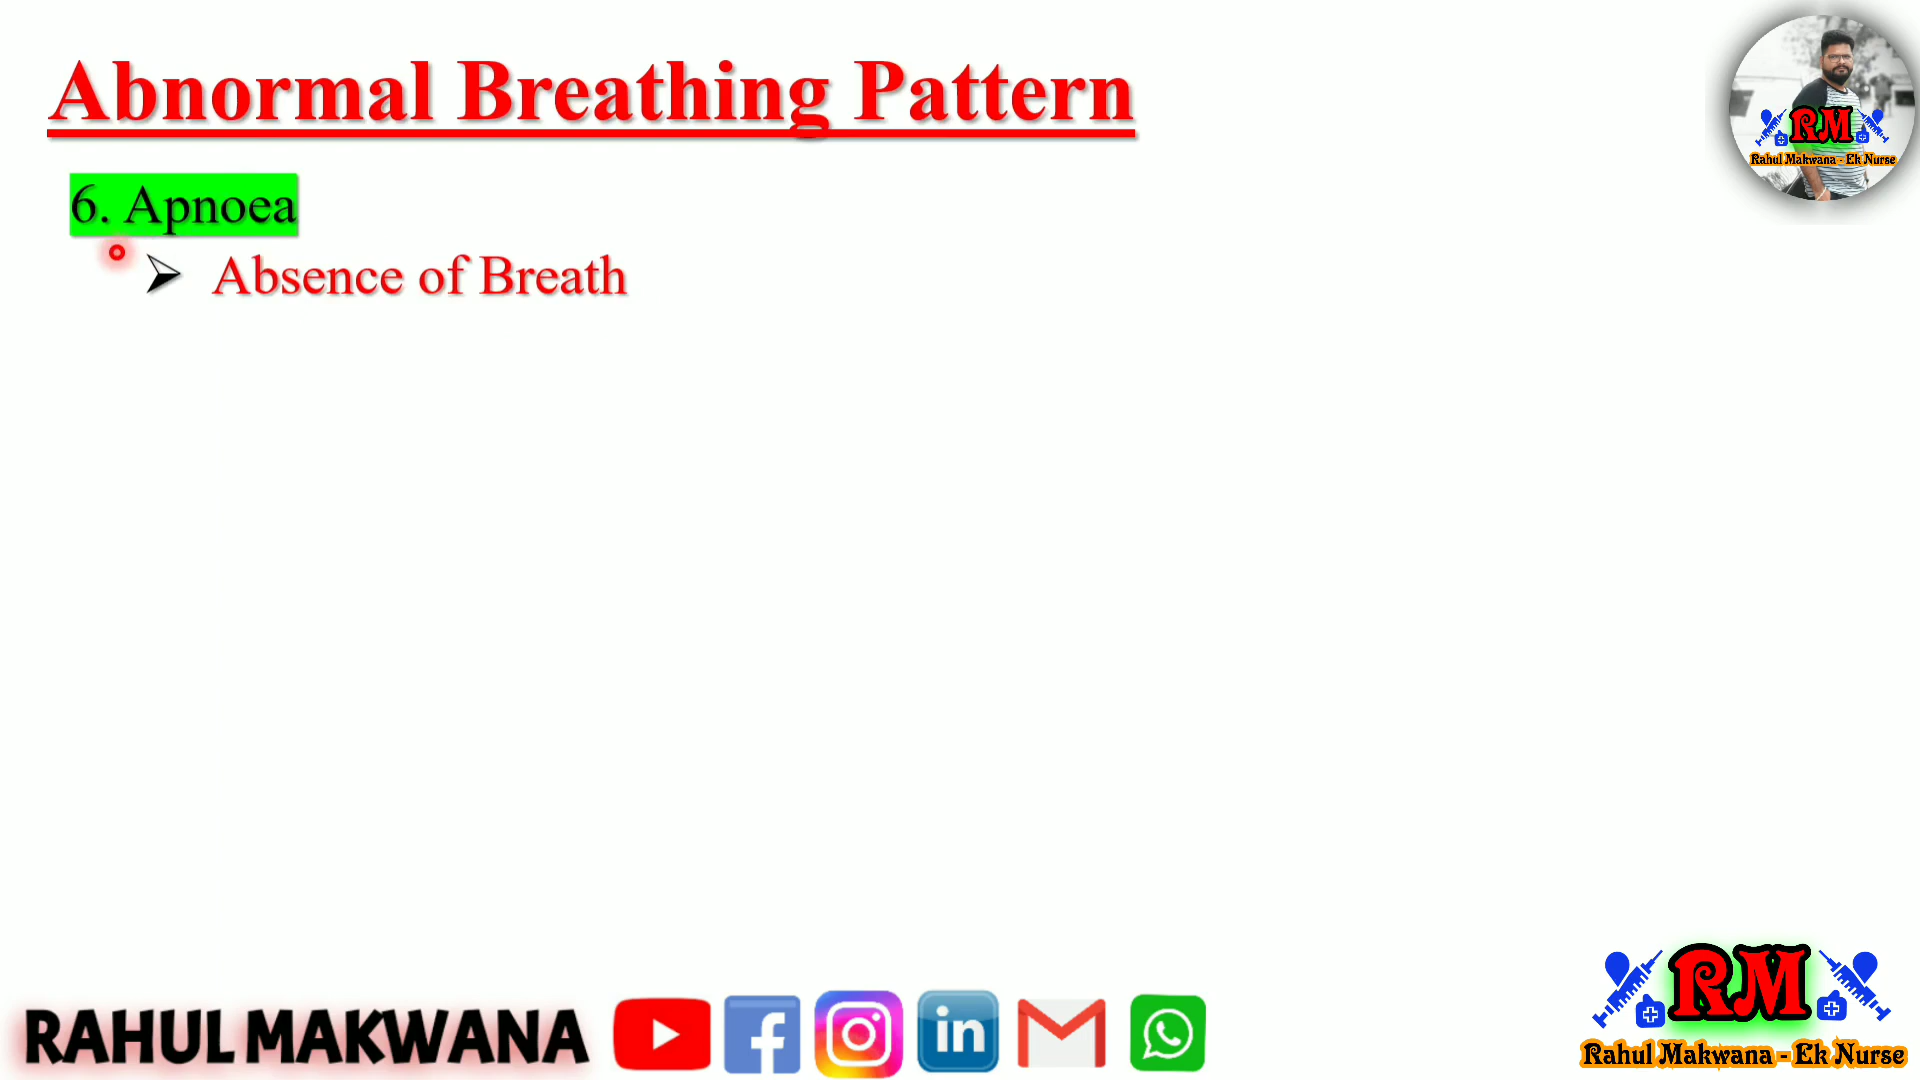 Abnormal Breathing Pattern
RM
Rahul Makwana - Ek Nurse
6. Apnoea
➢ Absence of Breath
RAHUL MAKWANA
f
in
RM
Rahul Makwana - Ek Nurse